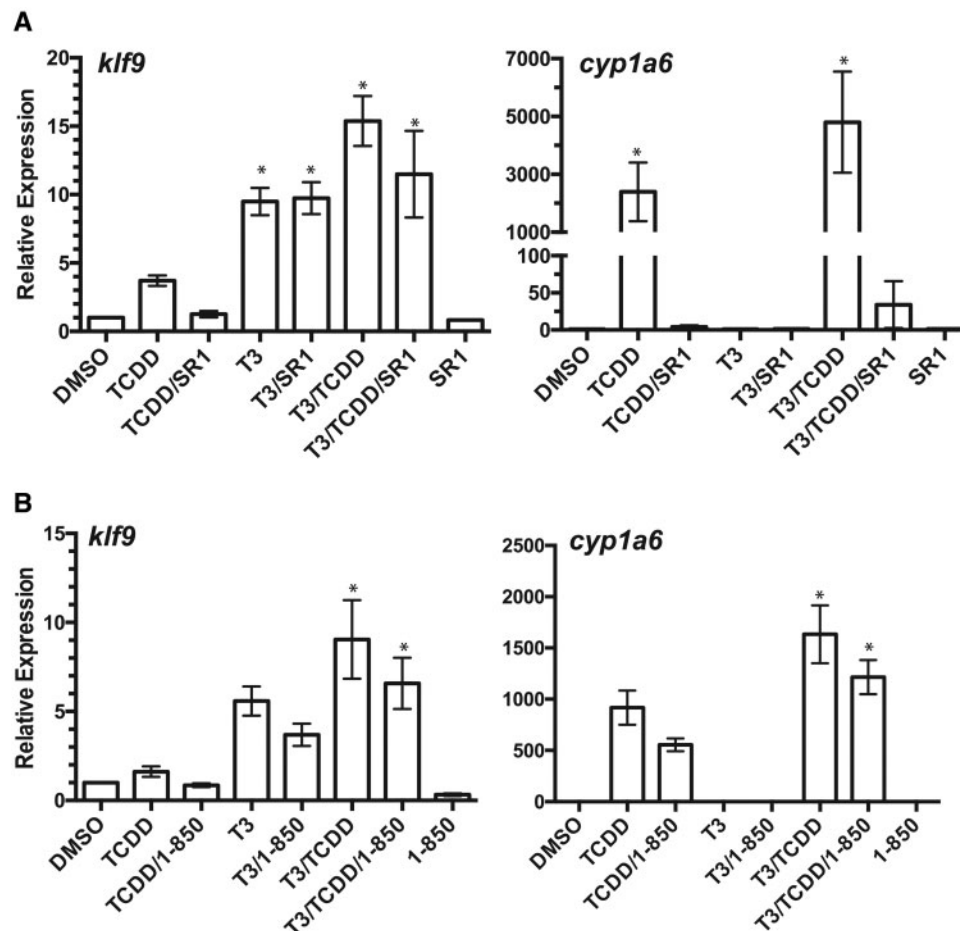 A
klf9
cyp1a6
Relative Expression
20
15
10
5
0
7000
5000
3000
1000
100
50
0
*
*
*
*
*
*
DMSO
TCDD
TCDD/SR1
T3
T3/SR1
T3/TCDD
T3/TCDD/SR1
SR1
DMSO
TCDD
TCDD/SR1
T3
T3/SR1
T3/TCDD
T3/TCDD/SR1
SR1
B
klf9
cyp1a6
Relative Expression
15
10
5
0
2500
2000
1500
1000
500
0
*
*
*
*
DMSO
TCDD
TCDD/1-850
T3
T3/1-850
T3/TCDD
T3/TCDD/1-850
1-850
DMSO
TCDD
TCDD/1-850
T3
T3/1-850
T3/TCDD
T3/TCDD/1-850
1-850